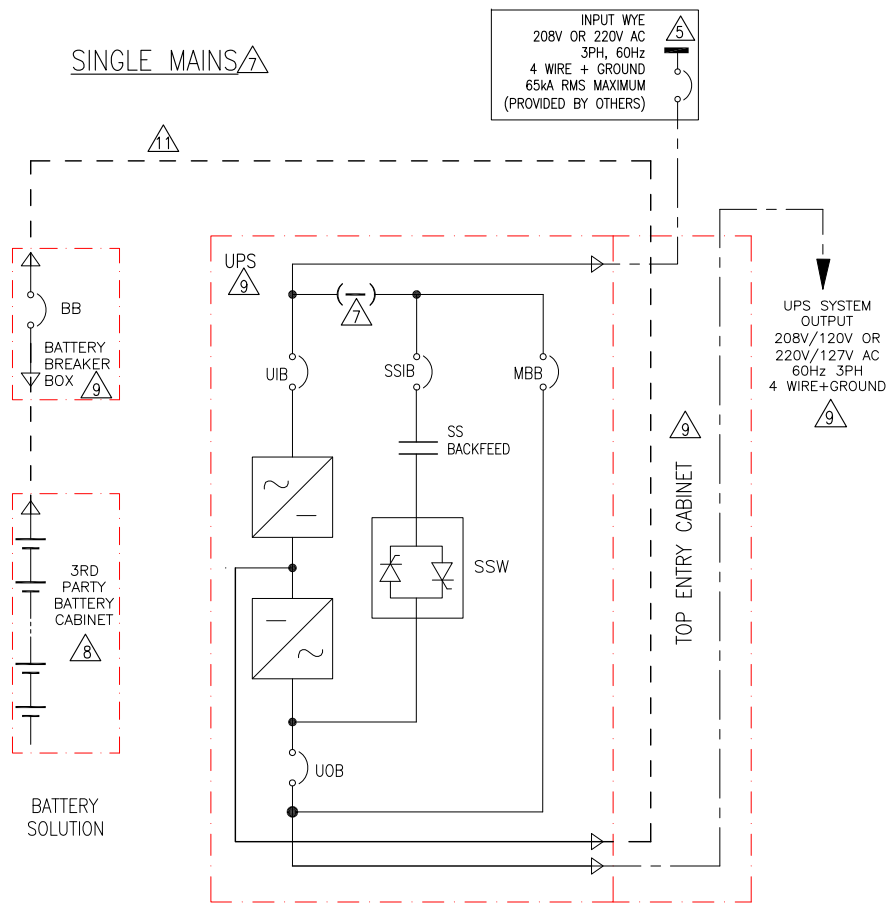 SINGLE MAINS 7
INPUT WYE
208V OR 220V AC
3PH, 60Hz
4 WIRE + GROUND
65kA RMS MAXIMUM
(PROVIDED BY OTHERS)
5
11
BB
BATTERY
BREAKER
BOX 9
3RD
PARTY
BATTERY
CABINET
8
BATTERY
SOLUTION
UPS
9
7
UIB
SSIB
MBB
SS
BACKFEED
SSW
UOB
9
TOP ENTRY CABINET
UPS SYSTEM
OUTPUT
208V/120V OR
220V/127V AC
60Hz 3PH
4 WIRE+GROUND
9